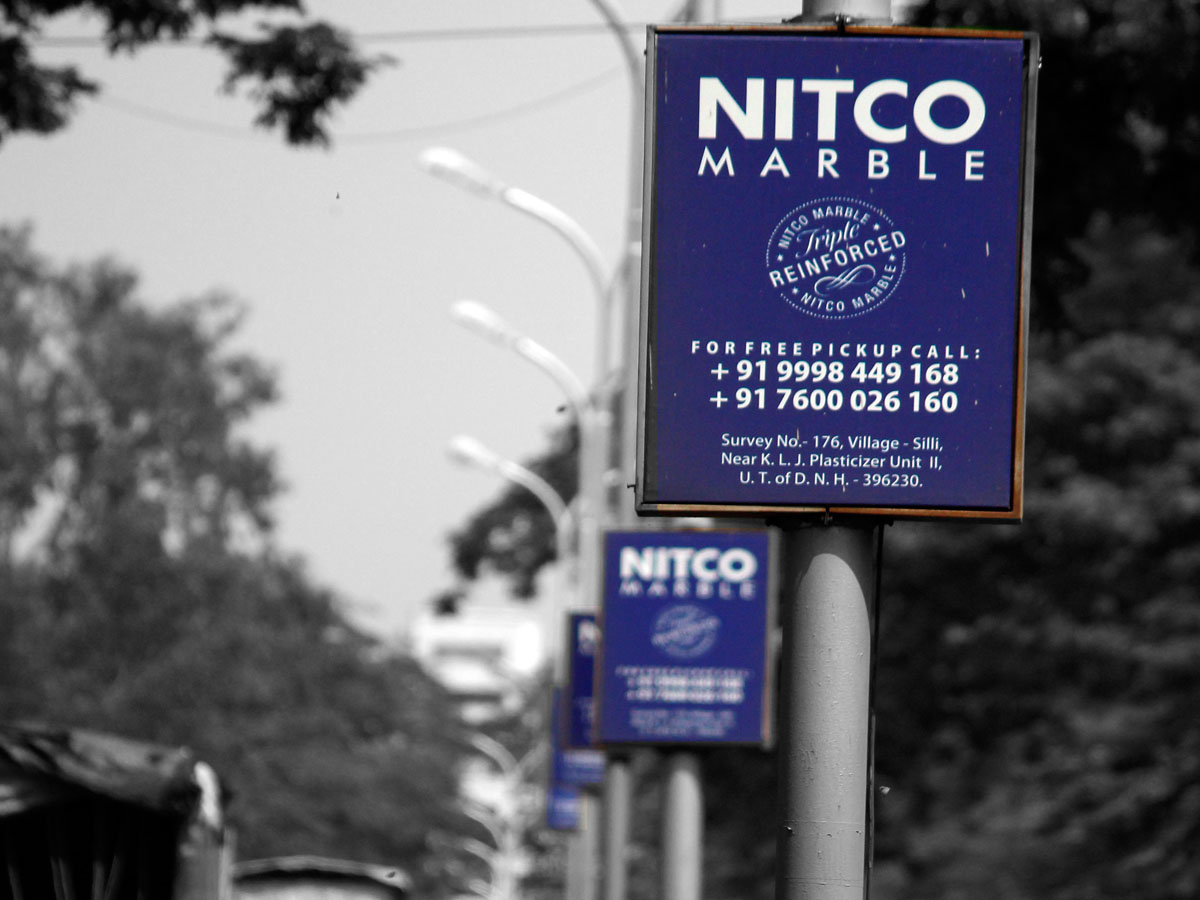 NITCO
MARBLE
NITCO MARBLE
Triple
REINFORCED
NITCO MARBLE
FOR FREE PICKUP CALL:
+ 91 9998 449 168
+ 91 7600 026 160
Survey No.- 176, Village - Silli,
Near K. L. J. Plasticizer Unit II,
U. T. of D. N. H. - 396230.
NITCO
MARBLE